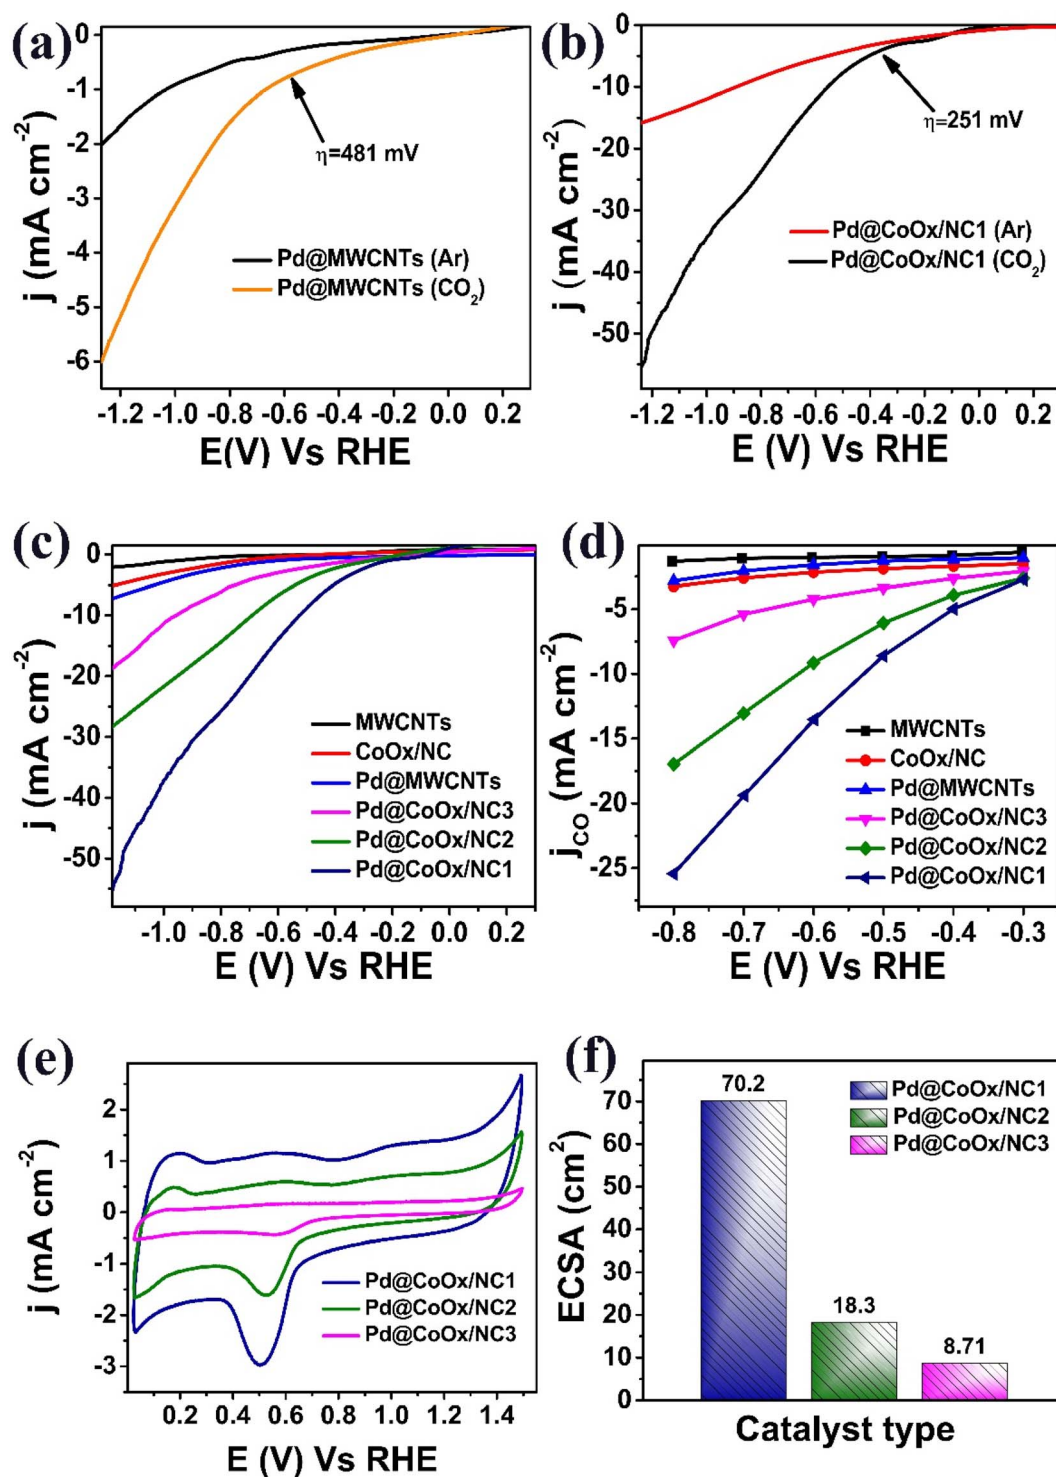 (a)
0
-1
-2
-3
-4
-5
-6
j (mA cm⁻²)
η=481 mV
Pd@MWCNTs (Ar)
Pd@MWCNTs (CO₂)
-1.2 -1.0 -0.8 -0.6 -0.4 -0.2 0.0 0.2
E(V) Vs RHE
(b)
0
-10
-20
-30
-40
-50
j (mA cm⁻²)
η=251 mV
Pd@CoOx/NC1 (Ar)
Pd@CoOx/NC1 (CO₂)
-1.2 -1.0 -0.8 -0.6 -0.4 -0.2 0.0 0.2
E (V) Vs RHE
(c)
0
-10
-20
-30
-40
-50
j (mA cm⁻²)
MWCNTs
CoOx/NC
Pd@MWCNTs
Pd@CoOx/NC3
Pd@CoOx/NC2
Pd@CoOx/NC1
-1.0 -0.8 -0.6 -0.4 -0.2 0.0 0.2
E (V) Vs RHE
(d)
-5
-10
-15
-20
-25
j_CO (mA cm⁻²)
MWCNTs
CoOx/NC
Pd@MWCNTs
Pd@CoOx/NC3
Pd@CoOx/NC2
Pd@CoOx/NC1
-0.8 -0.7 -0.6 -0.5 -0.4 -0.3
E (V) Vs RHE
(e)
2
1
0
-1
-2
-3
j (mA cm⁻²)
Pd@CoOx/NC1
Pd@CoOx/NC2
Pd@CoOx/NC3
0.2 0.4 0.6 0.8 1.0 1.2 1.4
E (V) Vs RHE
(f)
70
60
50
40
30
20
10
0
ECSA (cm²)
70.2
18.3
8.71
Pd@CoOx/NC1
Pd@CoOx/NC2
Pd@CoOx/NC3
Catalyst type